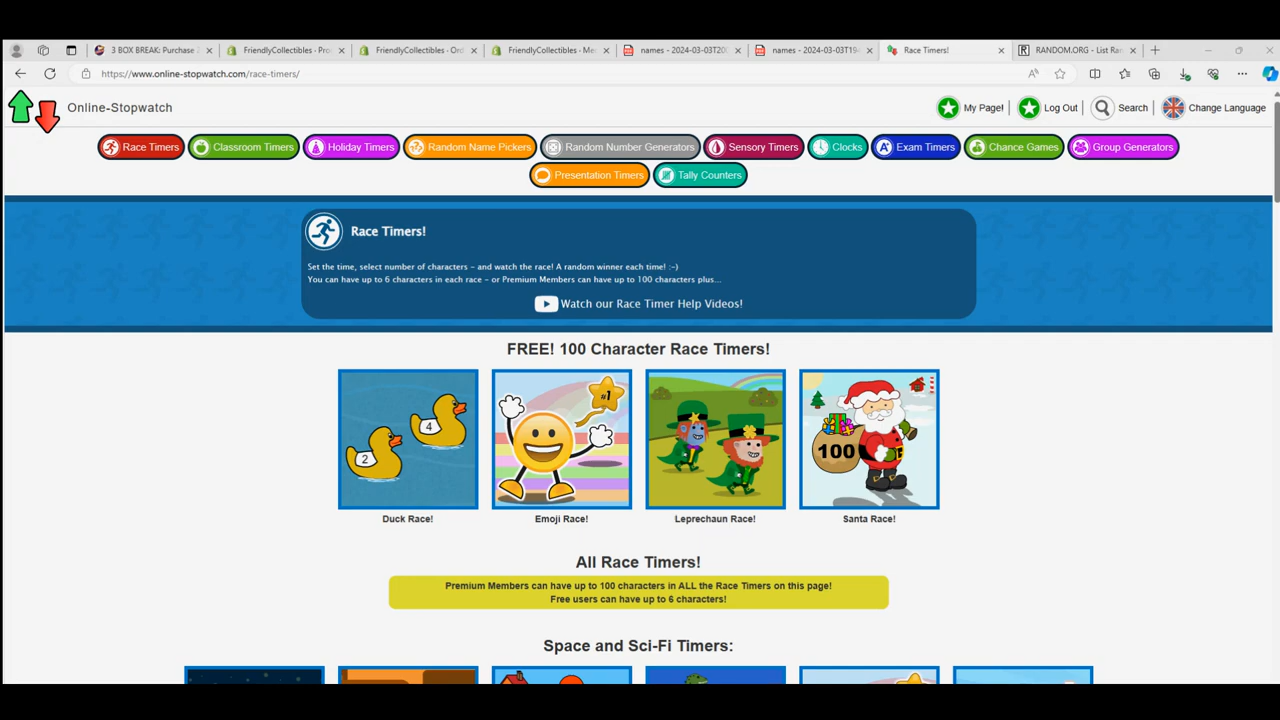 3 BOX BREAK: Purchase
FriendlyCollectibles - Pro
FriendlyCollectibles - Ord
FriendlyCollectibles - Me
names - 2024-03-03T20
names - 2024-03-03T19
Race Timers!
RANDOM.ORG - List Ran
https://www.online-stopwatch.com/race-timers/
Online-Stopwatch
My Page!
Log Out
Search
Change Language
Race Timers
Classroom Timers
Holiday Timers
Random Name Pickers
Random Number Generators
Sensory Timers
Clocks
Exam Timers
Chance Games
Group Generators
Presentation Timers
Tally Counters
Race Timers!
Set the time, select number of characters - and watch the race! A random winner each time! :-)
You can have up to 6 characters in each race - or Premium Members can have up to 100 characters plus...
Watch our Race Timer Help Videos!
FREE! 100 Character Race Timers!
2
4
#1
100
Duck Race!
Emoji Race!
Leprechaun Race!
Santa Race!
All Race Timers!
Premium Members can have up to 100 characters in ALL the Race Timers on this page!
Free users can have up to 6 characters!
Space and Sci-Fi Timers: